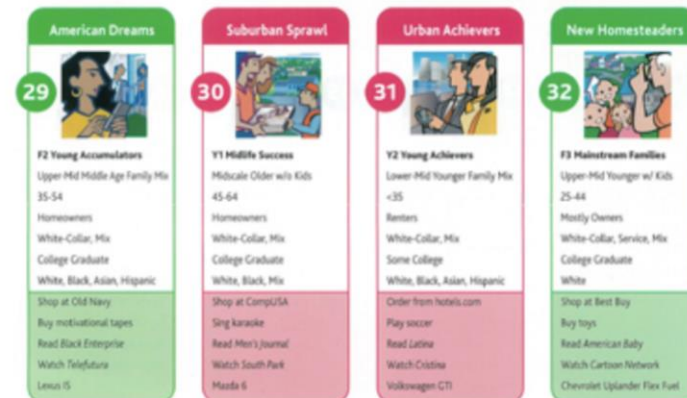 American Dreams
29
F2 Young Accumulators
Upper-Mid Middle Age Family Mix
35-54
Homeowners
White-Collar, Mix
College Graduate
White, Black, Asian, Hispanic
Shop at Old Navy
Buy motivational tapes
Read Black Enterprise
Watch Telefutura
Lexus IS
Suburban Sprawl
30
Y1 Midlife Success
Midscale Older w/o Kids
45-64
Homeowners
White-Collar, Mix
College Graduate
White, Black, Mix
Shop at CompUSA
Sing karaoke
Read Men's Journal
Watch South Park
Mazda 6
Urban Achievers
31
Y2 Young Achievers
Lower-Mid Younger Family Mix
<35
Renters
White-Collar, Mix
Some College
White, Black, Asian, Hispanic
Order from hotels.com
Play soccer
Read Latina
Watch Cristina
Volkswagen GTI
New Homesteaders
32
F3 Mainstream Families
Upper-Mid Younger w/ Kids
25-44
Mostly Owners
White-Collar, Service, Mix
College Graduate
White
Shop at Best Buy
Buy toys
Read American Baby
Watch Cartoon Network
Chevrolet Uplander Flex Fuel